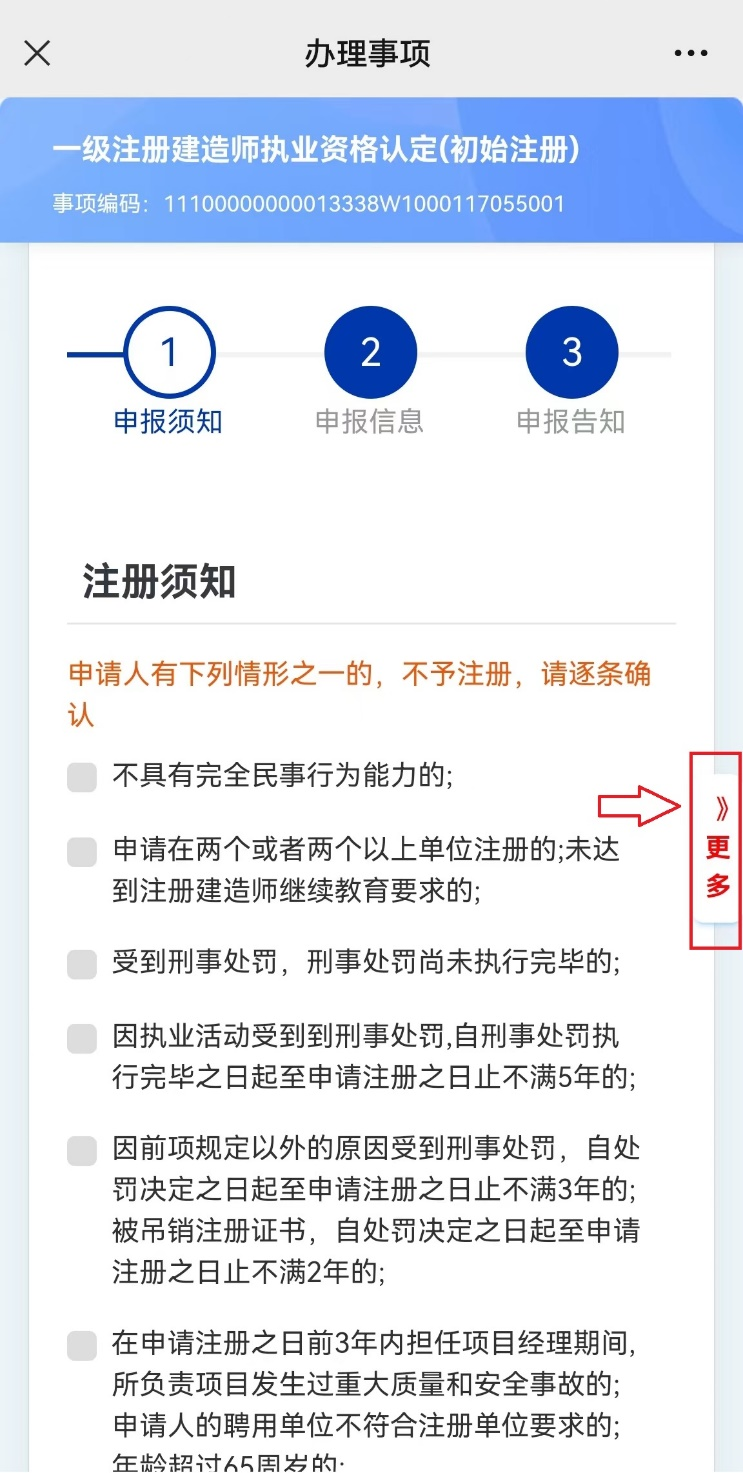 办理事项
一级注册建造师执业资格认定(初始注册)
事项编码：11100000000013338W1000117055001
1
2
3
申报须知
申报信息
申报告知
注册须知
申请人有下列情形之一的，不予注册，请逐条确
认
不具有完全民事行为能力的;
申请在两个或者两个以上单位注册的;未达
到注册建造师继续教育要求的;
受到刑事处罚，刑事处罚尚未执行完毕的;
因执业活动受到到刑事处罚,自刑事处罚执
行完毕之日起至申请注册之日止不满5年的;
因前项规定以外的原因受到刑事处罚，自处
罚决定之日起至申请注册之日止不满3年的;
被吊销注册证书，自处罚决定之日起至申请
注册之日止不满2年的;
在申请注册之日前3年内担任项目经理期间,
所负责项目发生过重大质量和安全事故的;
申请人的聘用单位不符合注册单位要求的;
年龄超过65周岁的;
》
更
多